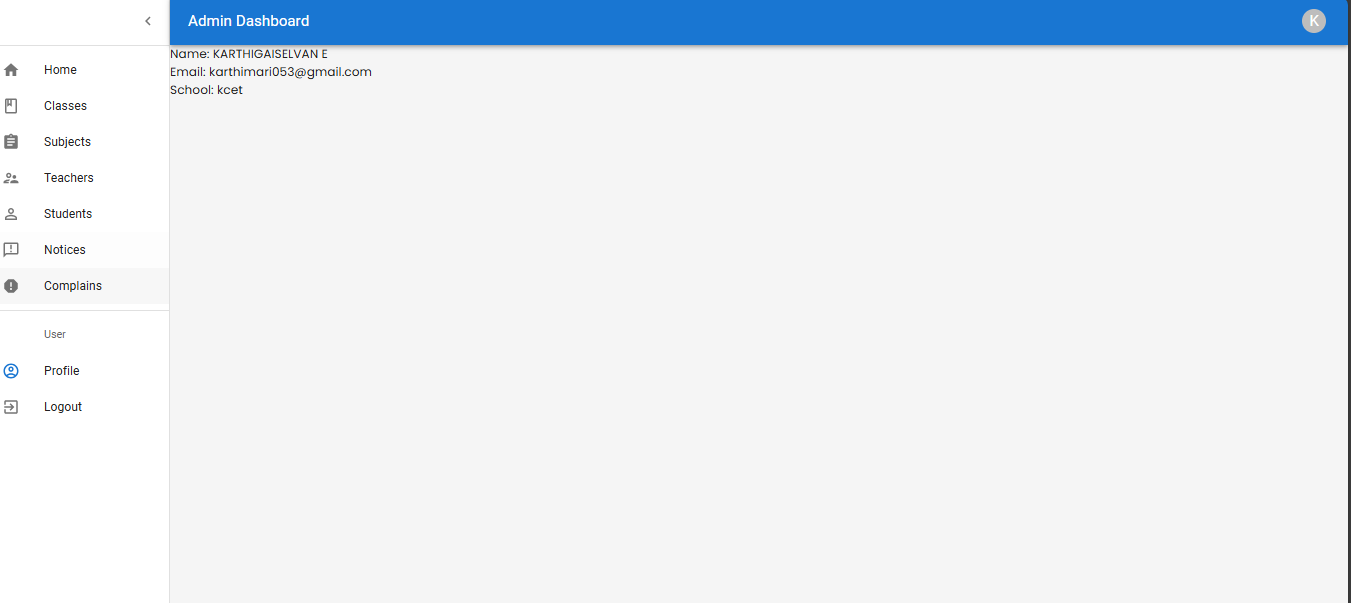 Admin Dashboard
K
Home
Classes
Subjects
Teachers
Students
Notices
Complains
User
Profile
Logout
Name: KARTHIGAISELVAN E
Email: karthimari053@gmail.com
School: kcet